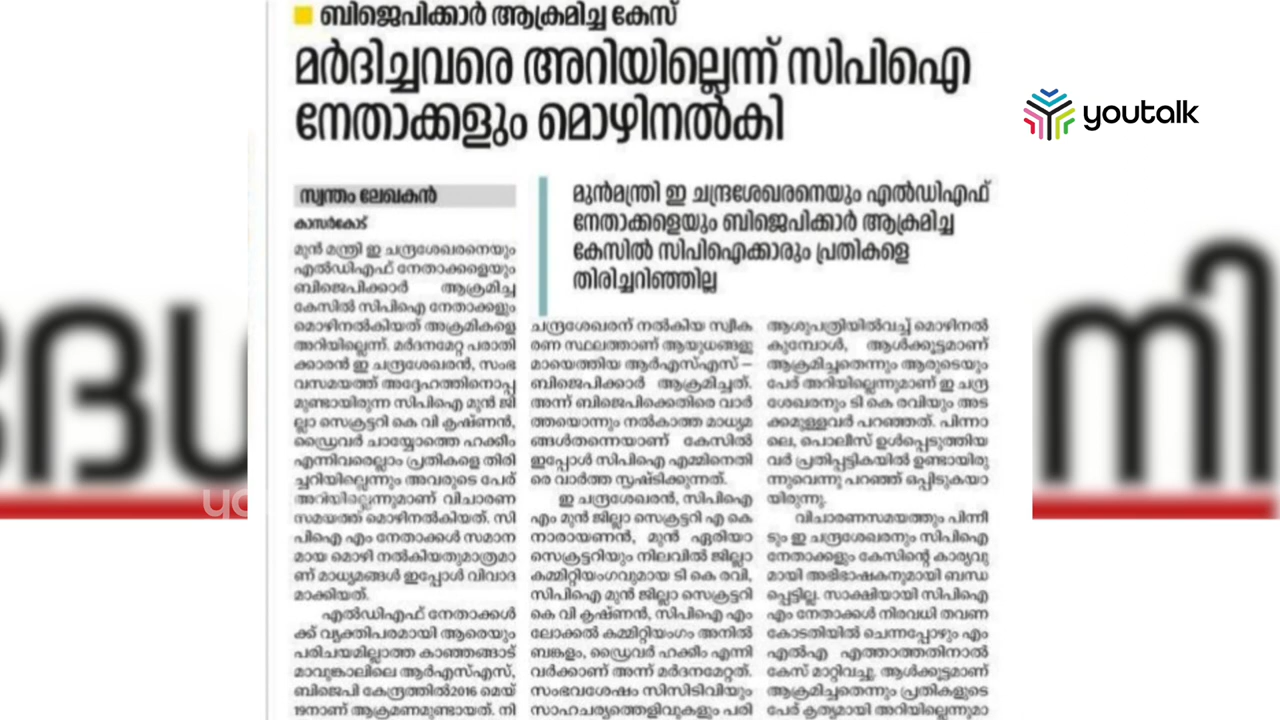 ബിജെപിക്കാർ ആക്രമിച്ച കേസ്
മർദിച്ചവരെ അറിയില്ലെന്ന് സിപിഐ
നേതാക്കളും മൊഴിനൽകി
youtalk
സ്വന്തം ലേഖകൻ
കാസർകോട്
മുൻ മന്ത്രി ഇ ചന്ദ്രശേഖരനെയും
എൽഡിഎഫ് നേതാക്കളെയും
ബിജെപിക്കാർ ആക്രമിച്ച
കേസിൽ സിപിഐ നേതാക്കളും
മൊഴിനൽകിയത് അക്രമികളെ
അറിയില്ലെന്ന്. മർദനമേറ്റ പരാതി
ക്കാരൻ ഇ ചന്ദ്രശേഖരൻ, സംഭ
വസമയത്ത് അദ്ദേഹത്തിനൊപ്പ
മുണ്ടായിരുന്ന സിപിഐ മുൻ ജി
ല്ലാ സെക്രട്ടറി കെ വി കൃഷ്ണൻ,
ഡ്രൈവർ ചായ്യോത്തെ ഹക്കീം
എന്നിവരെല്ലാം പ്രതികളെ തിരി
ച്ചറിയില്ലെന്നും അവരുടെ പേര്
അറിയില്ലെന്നുമാണ് വിചാരണ
സമയത്ത് മൊഴിനൽകിയത്. സി
പിഐ എം നേതാക്കൾ സമാന
മായ മൊഴി നൽകിയതുമാത്രമാ
ണ് മാധ്യമങ്ങൾ ഇപ്പോൾ വിവാദ
മാക്കിയത്.
എൽഡിഎഫ് നേതാക്കൾ
ക്ക് വ്യക്തിപരമായി ആരെയും
പരിചയമില്ലാത്ത കാഞ്ഞങ്ങാട്
മാവുങ്കാലിലെ ആർഎസ്എസ്,
ബിജെപി കേന്ദ്രത്തിൽ2016 മെയ്
19നാണ് ആക്രമണമുണ്ടായത്. നി
മുൻമന്ത്രി ഇ ചന്ദ്രശേഖരനെയും എൽഡിഎഫ്
നേതാക്കളെയും ബിജെപിക്കാർ ആക്രമിച്ച
കേസിൽ സിപിഐക്കാരും പ്രതികളെ
തിരിച്ചറിഞ്ഞില്ല
ചന്ദ്രശേഖരന് നൽകിയ സ്വീക
രണ സ്ഥലത്താണ് ആയുധങ്ങളു
മായെത്തിയ ആർഎസ്എസ് –
ബിജെപിക്കാർ ആക്രമിച്ചത്.
അന്ന് ബിജെപിക്കെതിരെ വാർ
ത്തയൊന്നും നൽകാത്ത മാധ്യമ
ങ്ങൾതന്നെയാണ് കേസിൽ
ഇപ്പോൾ സിപിഐ എമ്മിനെതി
രെ വാർത്ത സൃഷ്ടിക്കുന്നത്.
ഇ ചന്ദ്രശേഖരൻ, സിപിഐ
എം മുൻ ജില്ലാ സെക്രട്ടറി എ കെ
നാരായണൻ, മുൻ ഏരിയാ
സെക്രട്ടറിയും നിലവിൽ ജില്ലാ
കമ്മിറ്റിയംഗവുമായ ടി കെ രവി,
സിപിഐ മുൻ ജില്ലാ സെക്രട്ടറി
കെ വി കൃഷ്ണൻ, സിപിഐ എം
ലോക്കൽ കമ്മിറ്റിയംഗം അനിൽ
ബങ്കളം, ഡ്രൈവർ ഹക്കീം എന്നി
വർക്കാണ് അന്ന് മർദനമേറ്റത്.
സംഭവശേഷം സിസിടിവിയും
സാഹചര്യത്തെളിവുകളും പരി
ആശുപത്രിയിൽവച്ച് മൊഴിനൽ
കുമ്പോൾ, ആൾക്കൂട്ടമാണ്
ആക്രമിച്ചതെന്നും ആരുടെയും
പേര് അറിയില്ലെന്നുമാണ് ഇ ചന്ദ്ര
ശേഖരനും ടി കെ രവിയും അട
ക്കമുള്ളവർ പറഞ്ഞത്. പിന്നാ
ലെ, പൊലീസ് ഉൾപ്പെടുത്തിയ
വർ പ്രതിപ്പട്ടികയിൽ ഉണ്ടായിരു
ന്നുവെന്നു പറഞ്ഞ് ഒപ്പിടുകയാ
യിരുന്നു.
വിചാരണസമയത്തും പിന്നീ
ടും ഇ ചന്ദ്രശേഖരനും സിപിഐ
നേതാക്കളും കേസിന്റെ കാര്യവു
മായി അഭിഭാഷകനുമായി ബന്ധ
പ്പെട്ടില്ല. സാക്ഷിയായി സിപിഐ
എം നേതാക്കൾ നിരവധി തവണ
കോടതിയിൽ ചെന്നപ്പോഴും എം
എൽഎ എത്താത്തതിനാൽ
കേസ് മാറ്റിവച്ചു. ആൾക്കൂട്ടമാണ്
ആക്രമിച്ചതെന്നും പ്രതികളുടെ
പേര് കൃത്യമായി അറിയില്ലെന്നുമാ